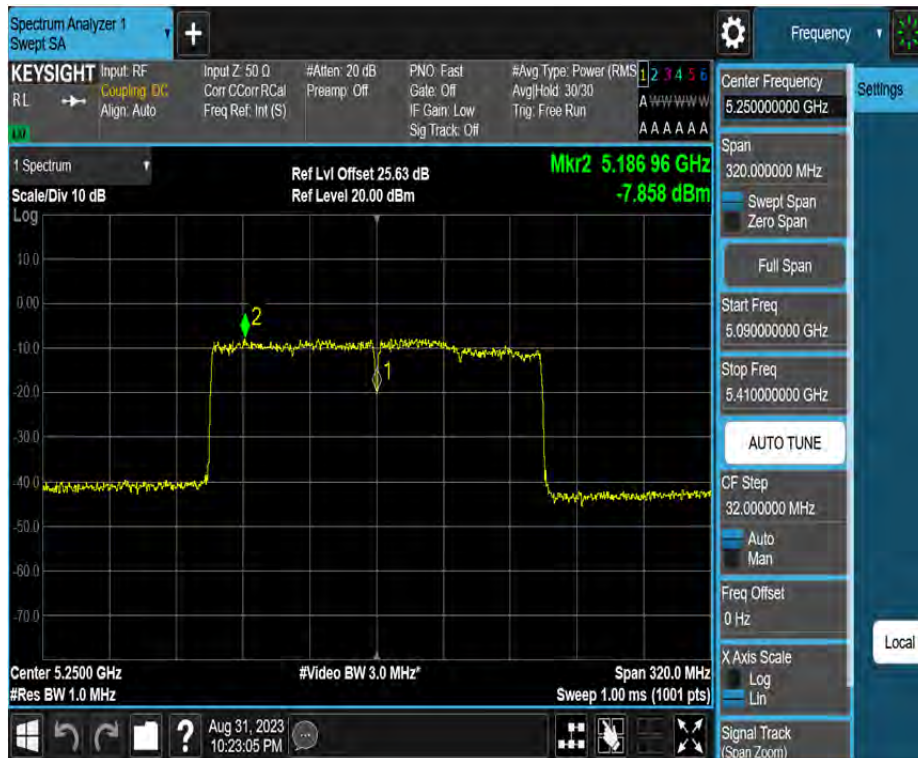 Spectrum Analyzer 1
Swept SA
+
Frequency
KEYSIGHT
RL
Input: RF
Coupling: DC
Align: Auto
Input Z: 50 Ω
Corr CCorr RCal
Freq Ref: Int (S)
#Atten: 20 dB
Preamp: Off
PNO: Fast
Gate: Off
IF Gain: Low
Sig Track: Off
#Avg Type: Power (RMS
Avg|Hold: 30/30
Trig: Free Run
1 2 3 4 5 6
A W W W W W
A A A A A A
1 Spectrum
Scale/Div 10 dB
Log
Ref Lvl Offset 25.63 dB
Ref Level 20.00 dBm
Mkr2 5.186 96 GHz
-7.858 dBm
10.0
0.00
-10.0
-20.0
-30.0
-40.0
-50.0
-60.0
-70.0
2
1
Center 5.2500 GHz
#Res BW 1.0 MHz
#Video BW 3.0 MHz*
Span 320.0 MHz
Sweep 1.00 ms (1001 pts)
?
Aug 31, 2023
10:23:05 PM
Center Frequency
5.250000000 GHz
Settings
Span
320.000000 MHz
Swept Span
Zero Span
Full Span
Start Freq
5.090000000 GHz
Stop Freq
5.410000000 GHz
AUTO TUNE
CF Step
32.000000 MHz
Auto
Man
Freq Offset
0 Hz
X Axis Scale
Log
Lin
Local
Signal Track
(Span Zoom)